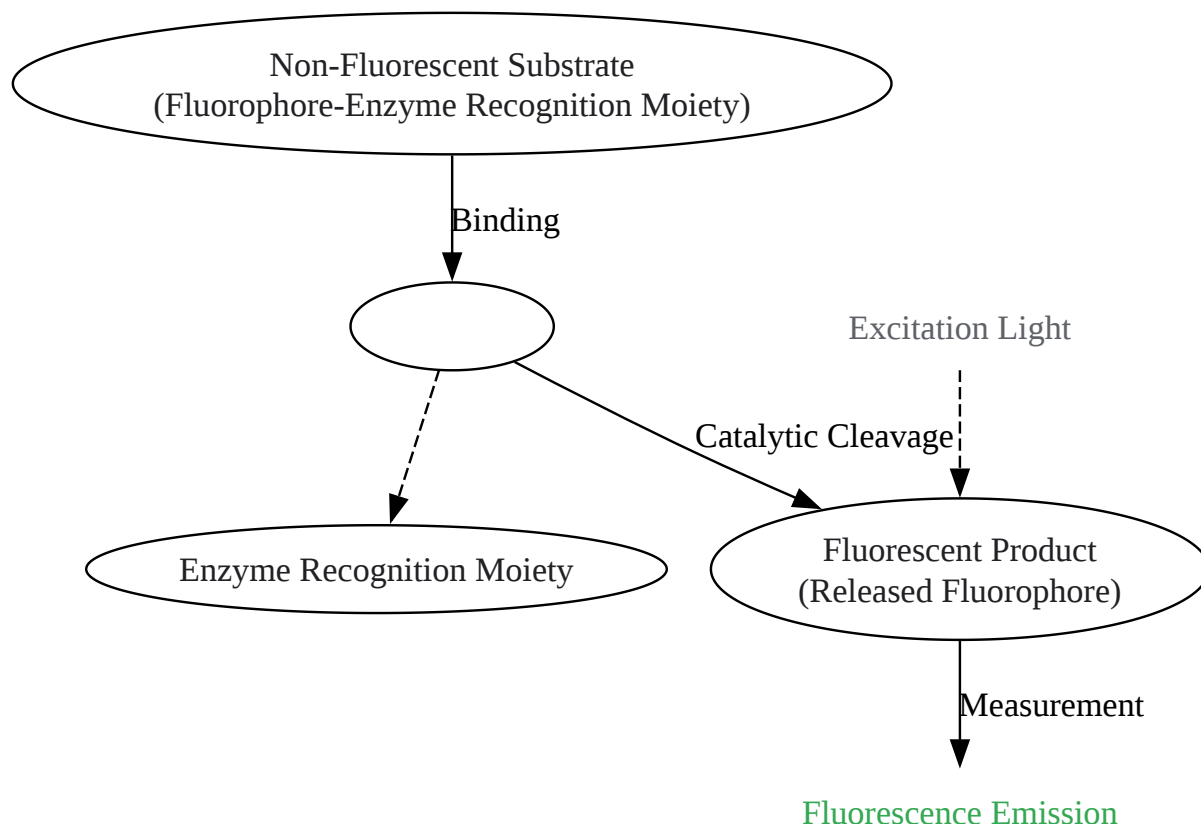 Non-Fluorescent Substrate
(Fluorophore-Enzyme Recognition Moiety)
Binding
Excitation Light
Catalytic Cleavage
Enzyme Recognition Moiety
Fluorescent Product
(Released Fluorophore)
Measurement
Fluorescence Emission